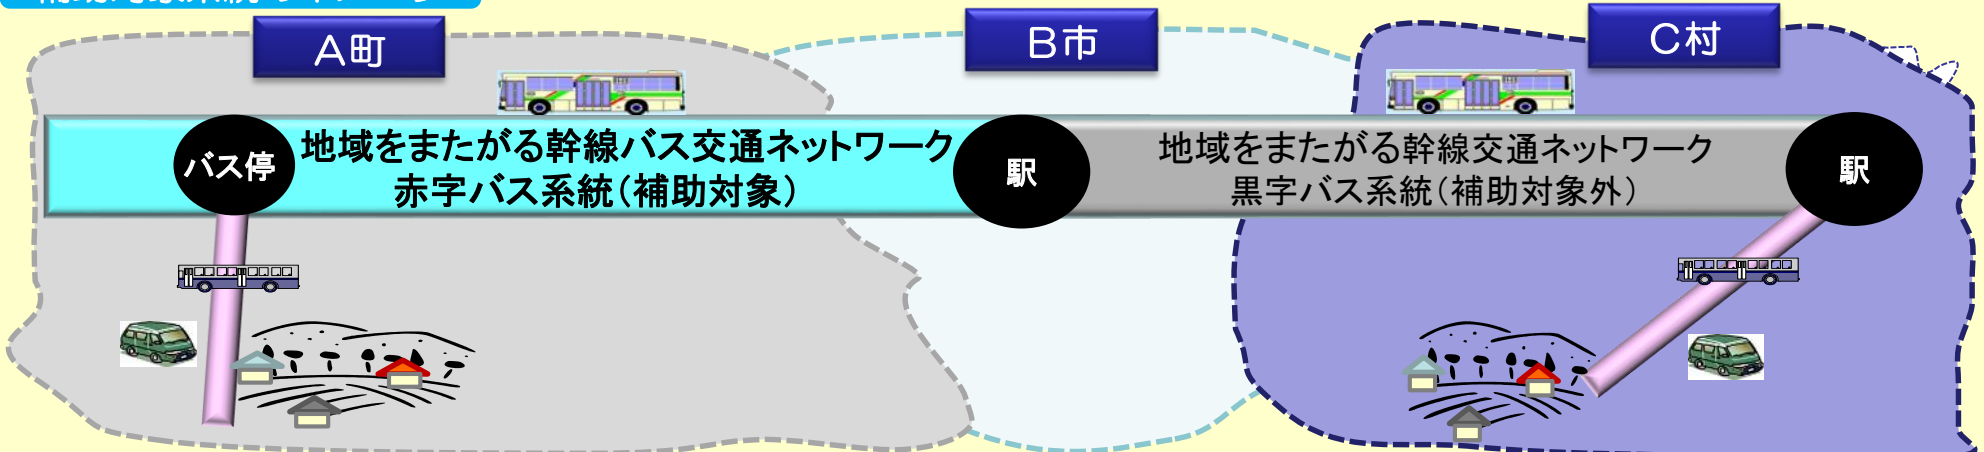 A町
B市
C村
地域をまたがる幹線バス交通ネットワーク
赤字バス系統(補助対象)
地域をまたがる幹線交通ネットワーク
黒字バス系統(補助対象外)
バス停
駅
駅